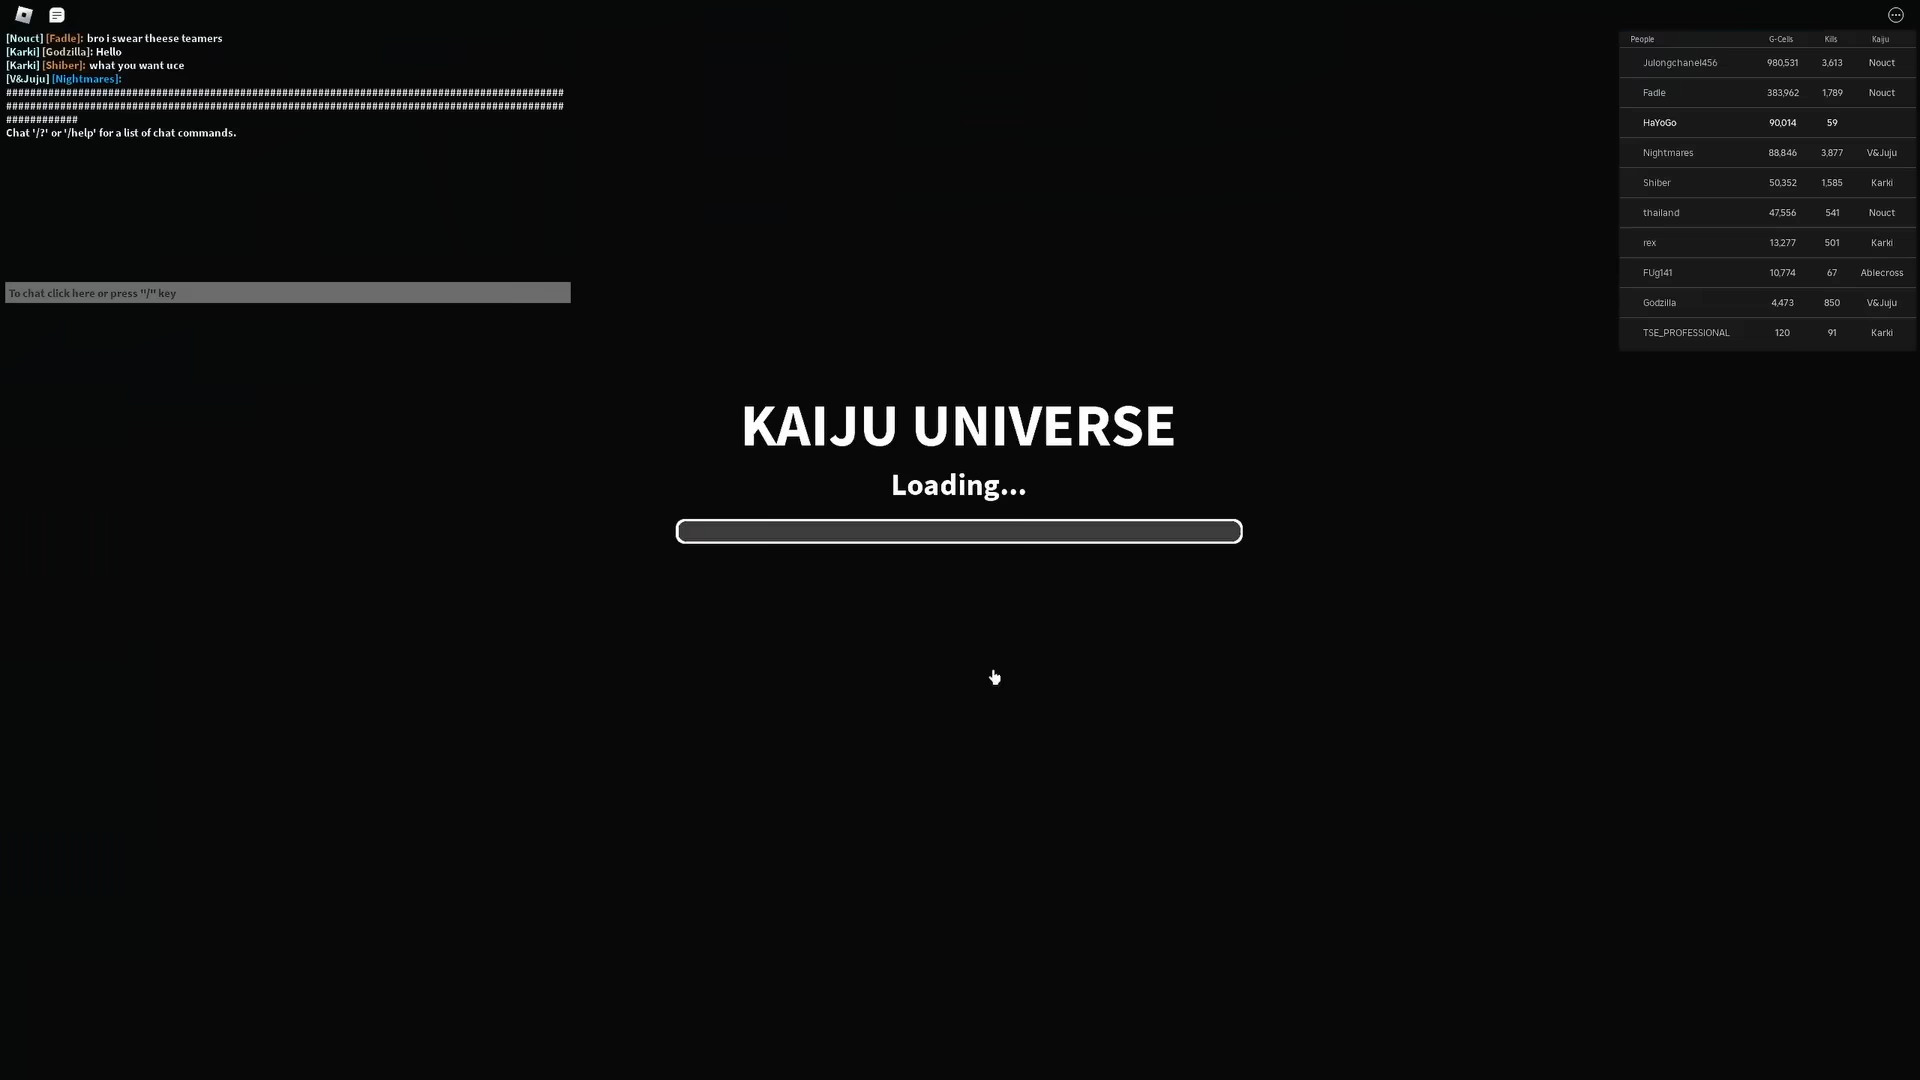 [Nouct] [Fadle]: bro i swear theese teamers
[Karki] [Godzilla]: Hello
[Karki] [Shiber]: what you want uce
[V&Juju] [Nightmares]:
#############################################################################################
#############################################################################################
############
Chat '/?' or '/help' for a list of chat commands.
To chat click here or press "/" key
People G-Cells Kills Kaiju
Julongchanel456 980,531 3,613 Nouct
Fadle 383,962 1,789 Nouct
HaYoGo 90,014 59
Nightmares 88,846 3,877 V&Juju
Shiber 50,352 1,585 Karki
thailand 47,556 541 Nouct
rex 13,277 501 Karki
FUg141 10,774 67 Ablecross
Godzilla 4,473 850 V&Juju
TSE_PROFESSIONAL 120 91 Karki
KAIJU UNIVERSE
Loading...